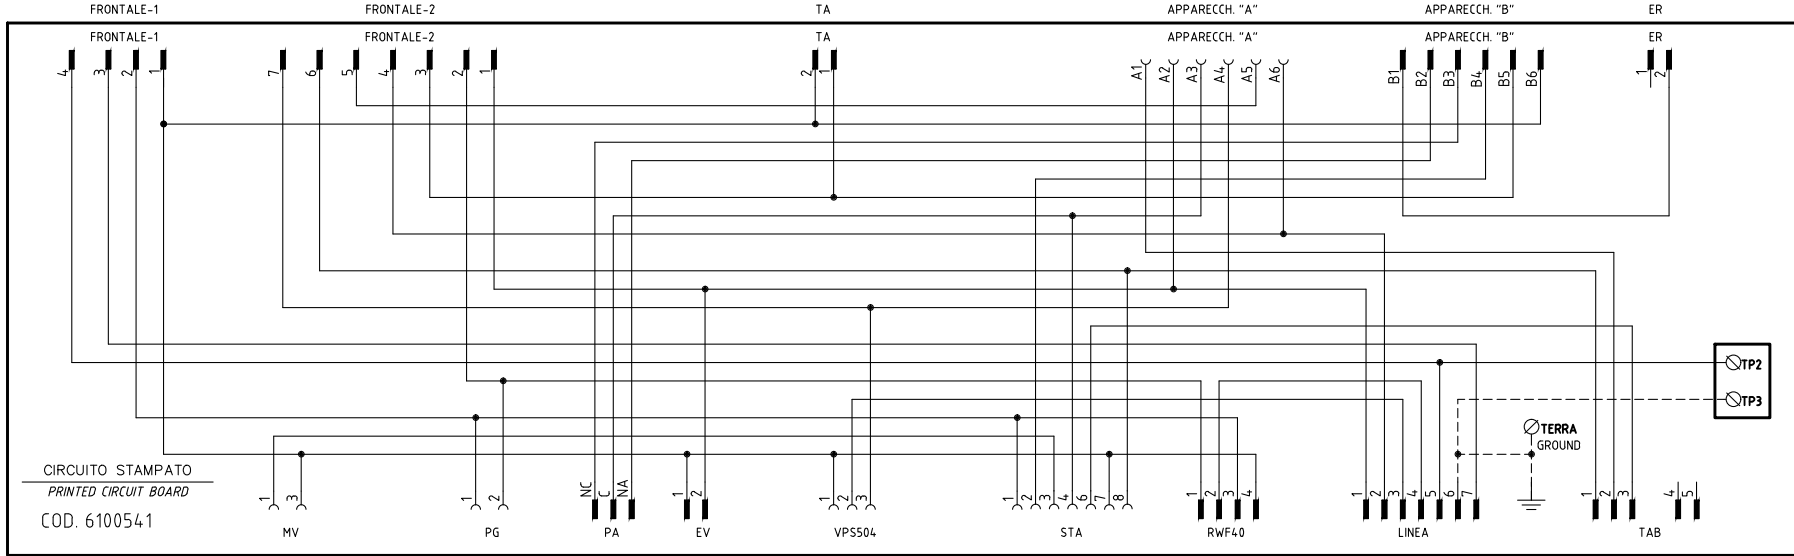 FRONTALE-1 FRONTALE-2 TA APPARECCH. "A" APPARECCH. "B" ER
FRONTALE-1 FRONTALE-2 TA APPARECCH. "A" APPARECCH. "B" ER
4 3 2 1 7 6 5 4 3 2 1 2 1 A1 A2 A3 A4 A5 A6 B1 B2 B3 B4 B5 B6 1 2
TP2
TP3
TERRA
GROUND
CIRCUITO STAMPATO
PRINTED CIRCUIT BOARD
COD. 6100541
1 3 1 2 NC C NA 1 2 1 2 3 1 2 3 4 6 7 8 1 2 3 4 1 2 3 4 5 6 7 1 2 3 4 5
MV PG PA EV VPS504 STA RWF40 LINEA TAB